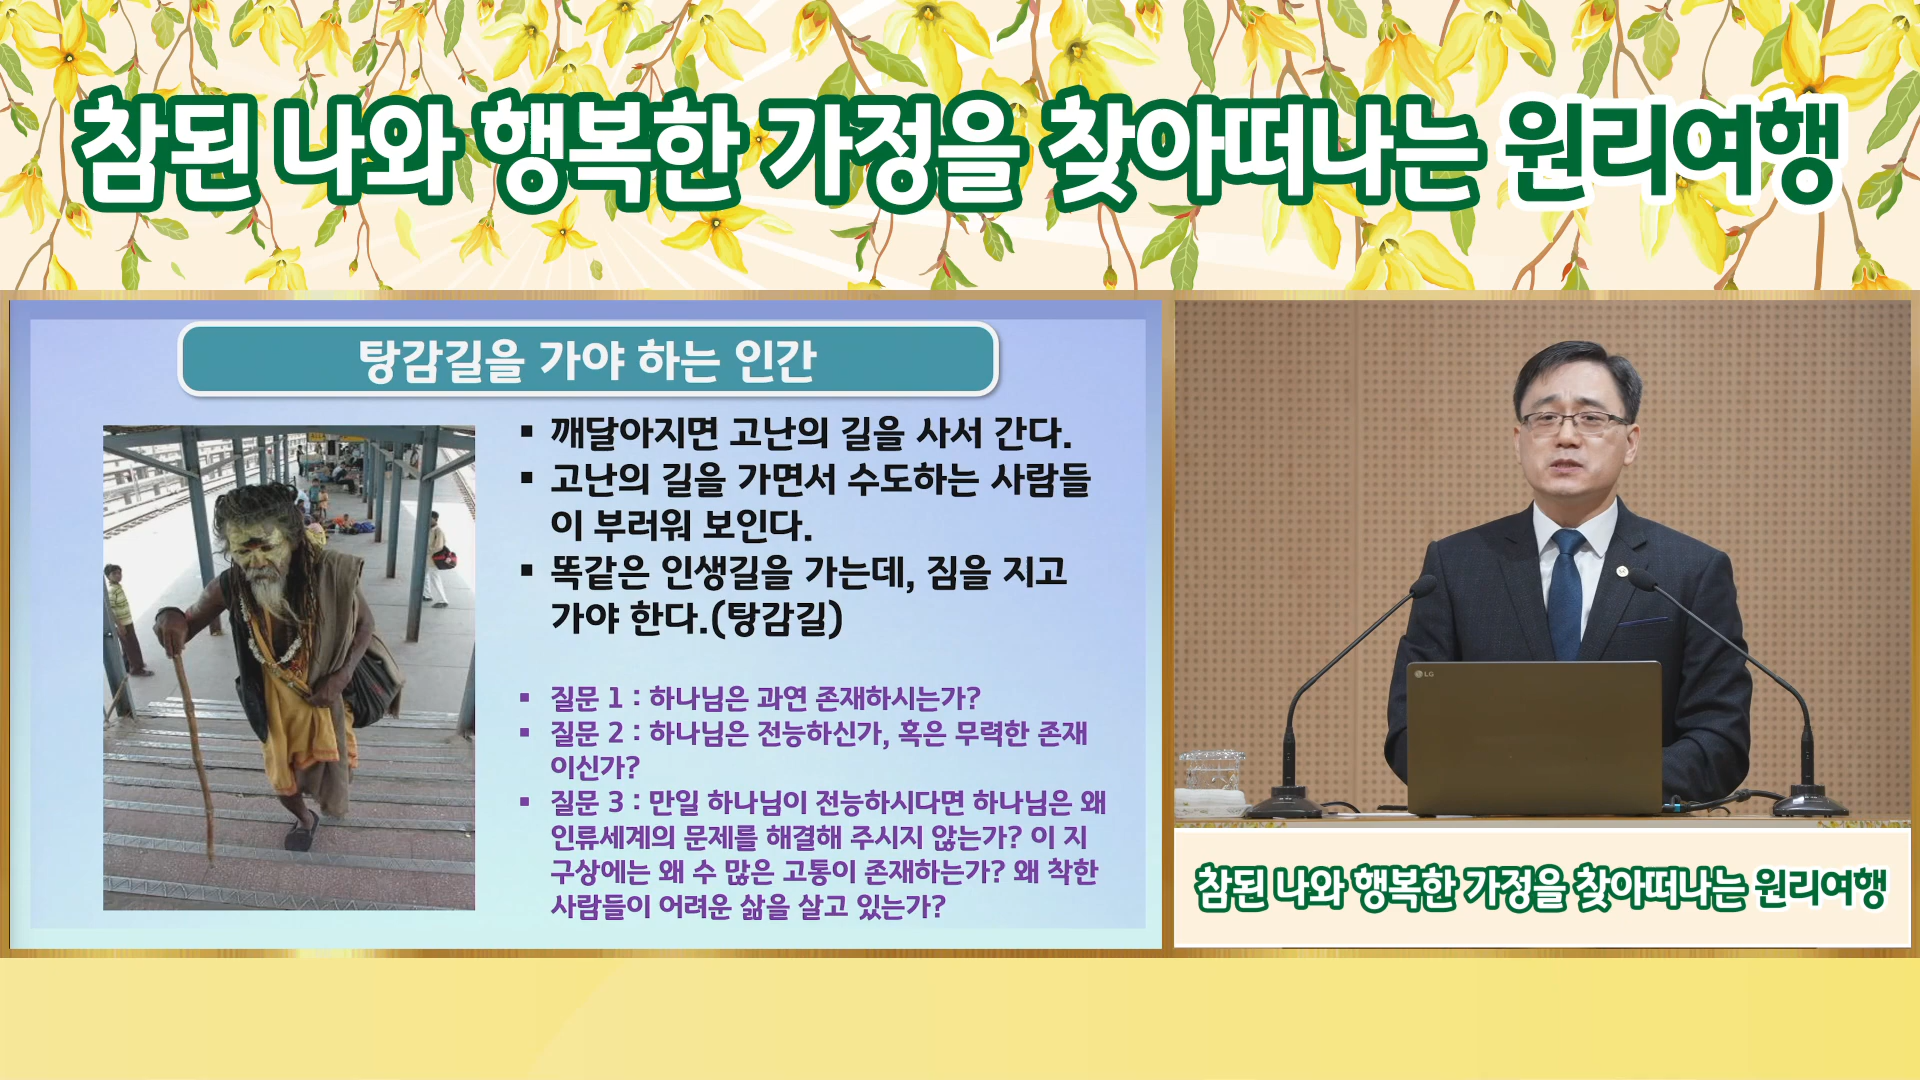 참된 나와 행복한 가정을 찾아떠나는 원리여행
탕감길을 가야 하는 인간
▪ 깨달아지면 고난의 길을 사서 간다.
▪ 고난의 길을 가면서 수도하는 사람들
이 부러워 보인다.
▪ 똑같은 인생길을 가는데, 짐을 지고
가야 한다.(탕감길)
▪ 질문 1 : 하나님은 과연 존재하시는가?
▪ 질문 2 : 하나님은 전능하신가, 혹은 무력한 존재
이신가?
▪ 질문 3 : 만일 하나님이 전능하시다면 하나님은 왜
인류세계의 문제를 해결해 주시지 않는가? 이 지
구상에는 왜 수 많은 고통이 존재하는가? 왜 착한
사람들이 어려운 삶을 살고 있는가?
LG
참된 나와 행복한 가정을 찾아떠나는 원리여행